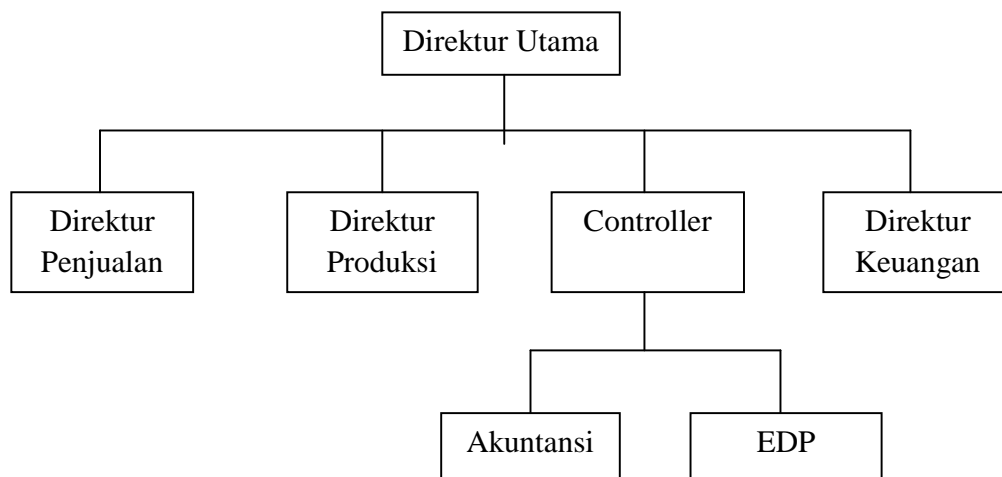 Direktur Utama
Direktur
Penjualan
Direktur
Produksi
Controller
Direktur
Keuangan
Akuntansi
EDP